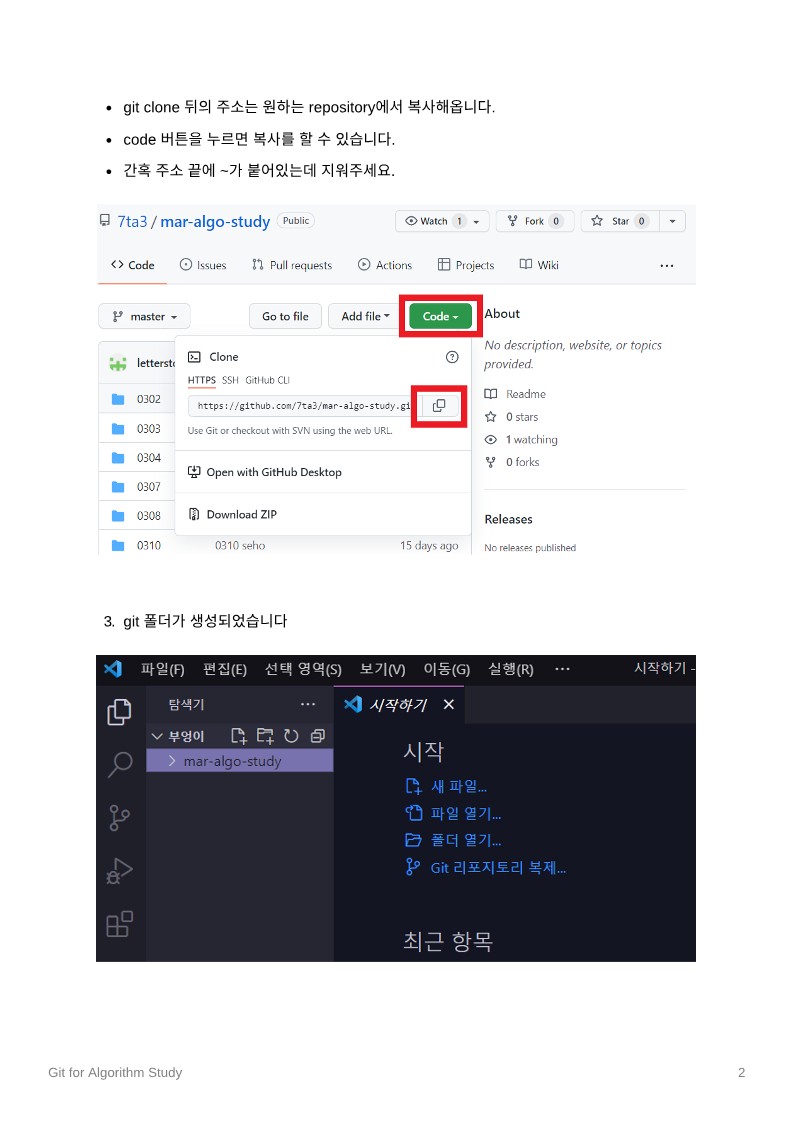 git clone 뒤의 주소는 원하는 repository에서 복사해옵니다.
code 버튼을 누르면 복사를 할 수 있습니다.
간혹 주소 끝에 ~가 붙어있는데 지워주세요.
7ta3 / mar-algo-study Public
Watch 1 Fork 0 Star 0
Code Issues Pull requests Actions Projects Wiki ...
master Go to file Add file Code
About
No description, website, or topics
provided.
Readme
0 stars
1 watching
0 forks
Releases
No releases published
letterst
Clone
HTTPS SSH GitHub CLI
https://github.com/7ta3/mar-algo-study.gi
Use Git or checkout with SVN using the web URL.
Open with GitHub Desktop
Download ZIP
0302
0303
0304
0307
0308
0310 0310 seho 15 days ago
3. git 폴더가 생성되었습니다
파일(F) 편집(E) 선택 영역(S) 보기(V) 이동(G) 실행(R) ... 시작하기 -
탐색기 ...
시작하기
부엉이
mar-algo-study
시작
새 파일...
파일 열기...
폴더 열기...
Git 리포지토리 복제...
최근 항목
Git for Algorithm Study 2